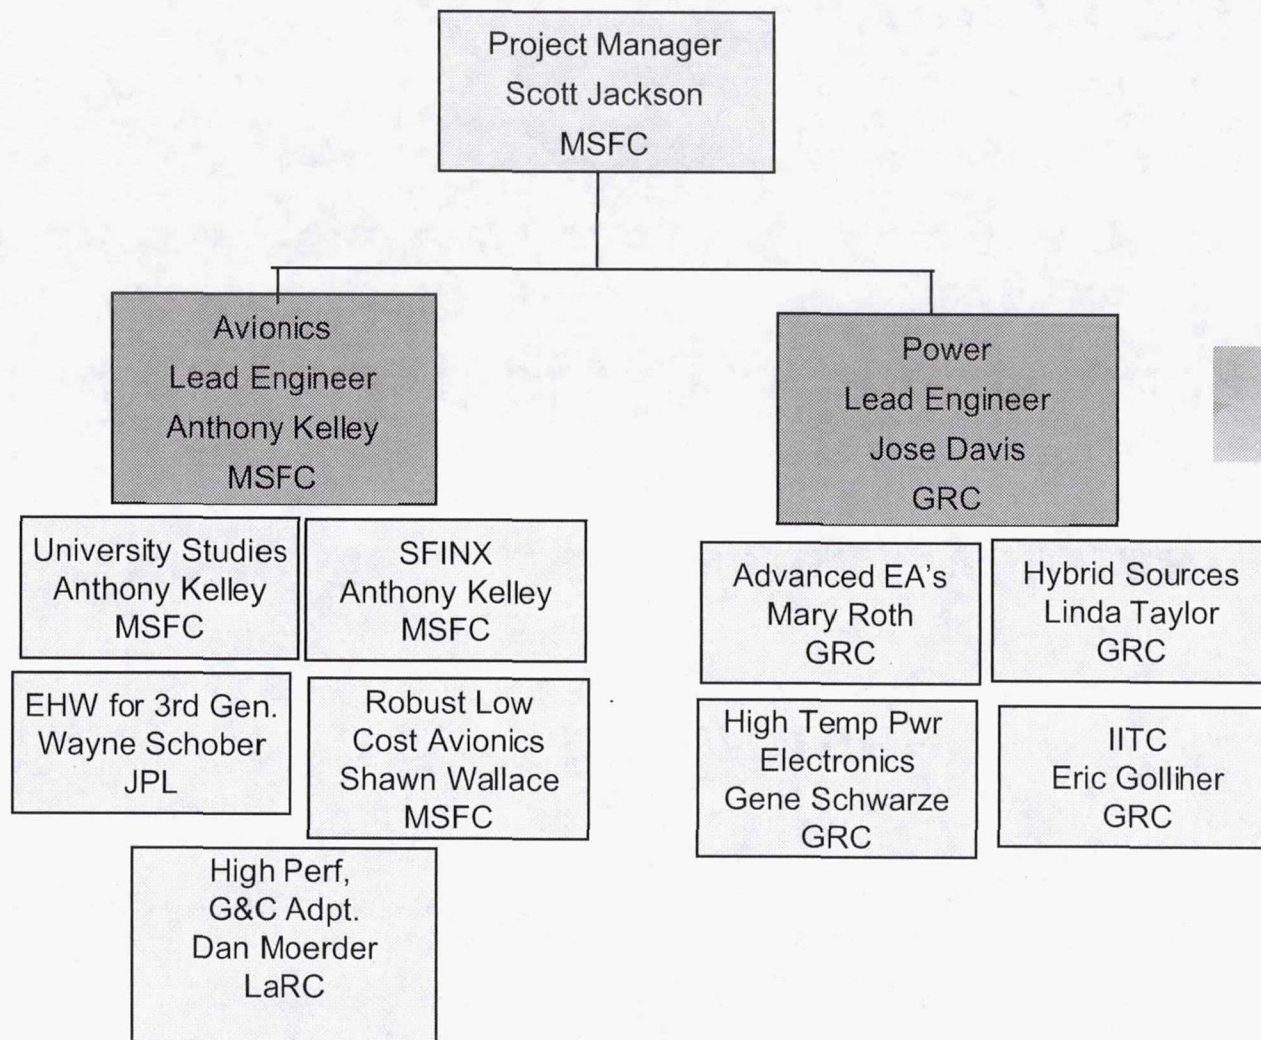 Project Manager
Scott Jackson
MSFC
Avionics
Lead Engineer
Anthony Kelley
MSFC
Power
Lead Engineer
Jose Davis
GRC
University Studies
Anthony Kelley
MSFC
SFINX
Anthony Kelley
MSFC
EHW for 3rd Gen.
Wayne Schober
JPL
Robust Low
Cost Avionics
Shawn Wallace
MSFC
High Perf,
G&C Adpt.
Dan Moerder
LaRC
Advanced EA's
Mary Roth
GRC
Hybrid Sources
Linda Taylor
GRC
High Temp Pwr
Electronics
Gene Schwarze
GRC
IITC
Eric Golliher
GRC